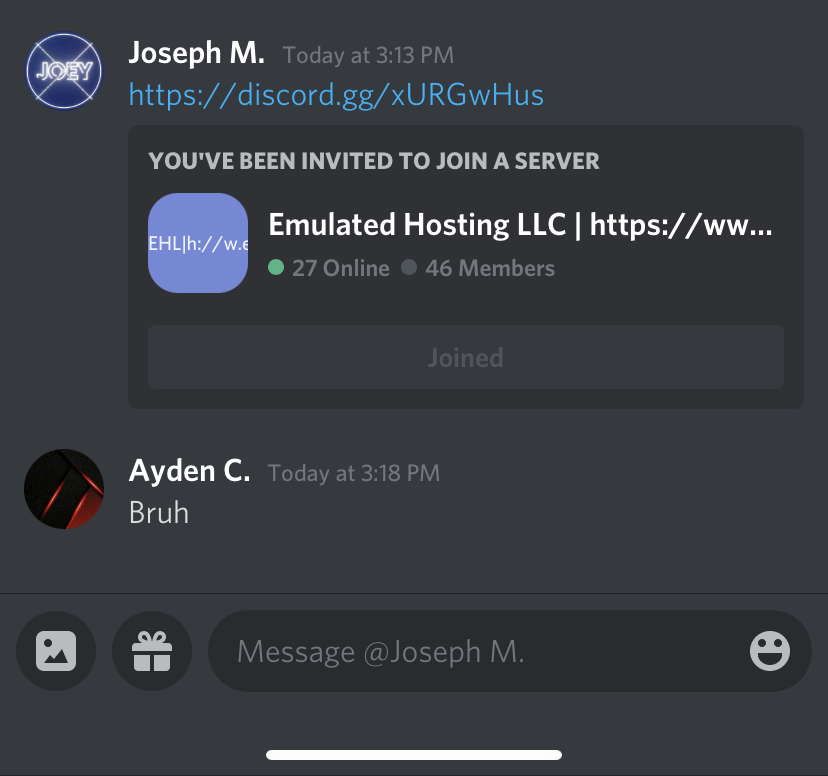 JOEY
Joseph M. Today at 3:13 PM
https://discord.gg/xURGwHus
YOU'VE BEEN INVITED TO JOIN A SERVER
EHL|h://w.e
Emulated Hosting LLC | https://ww...
27 Online 46 Members
Joined
Ayden C. Today at 3:18 PM
Bruh
Message @Joseph M.